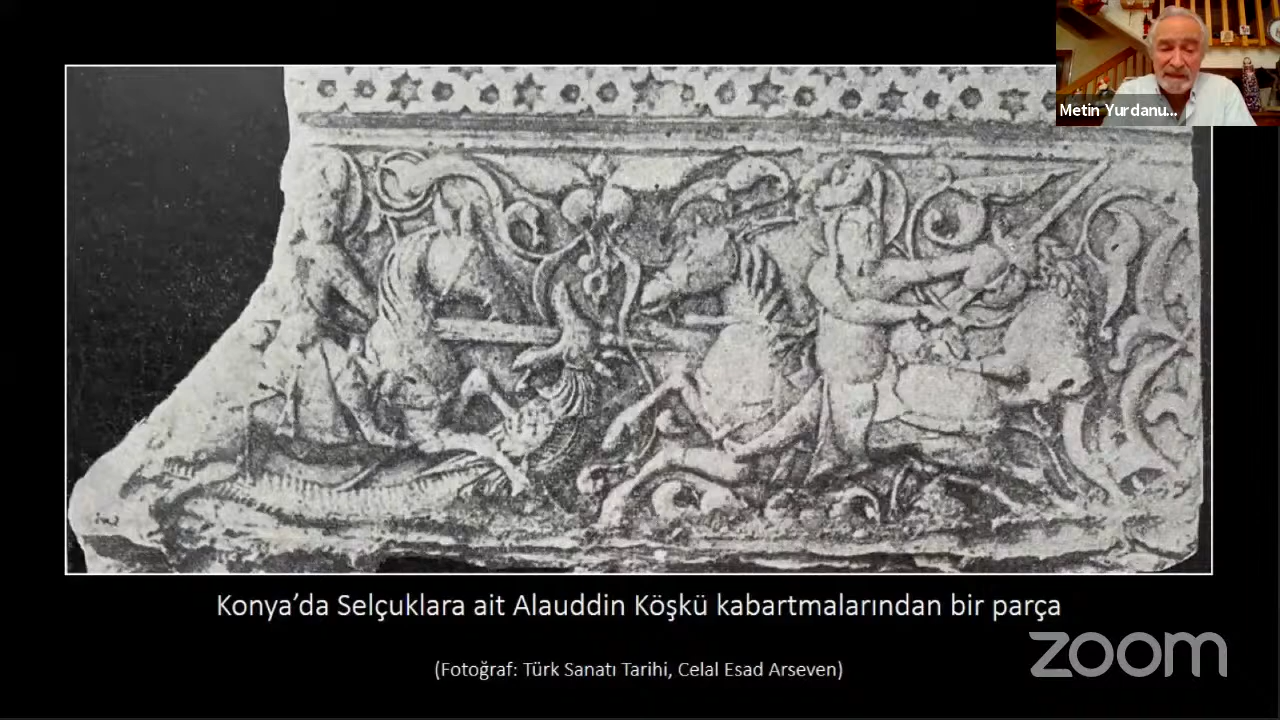 Metin Yurdanu...
Konya'da Selçuklara ait Alauddin Köşkü kabartmalarından bir parça
zoom
(Fotoğraf: Türk Sanatı Tarihi, Celal Esad Arseven)